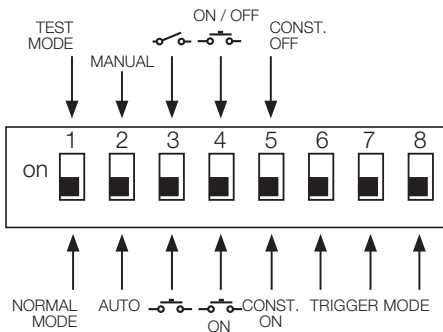 TEST
MODE
MANUAL
ON / OFF
CONST.
OFF
1 2 3 4 5 6 7 8
on
NORMAL
MODE
AUTO
ON
CONST.
ON
TRIGGER MODE